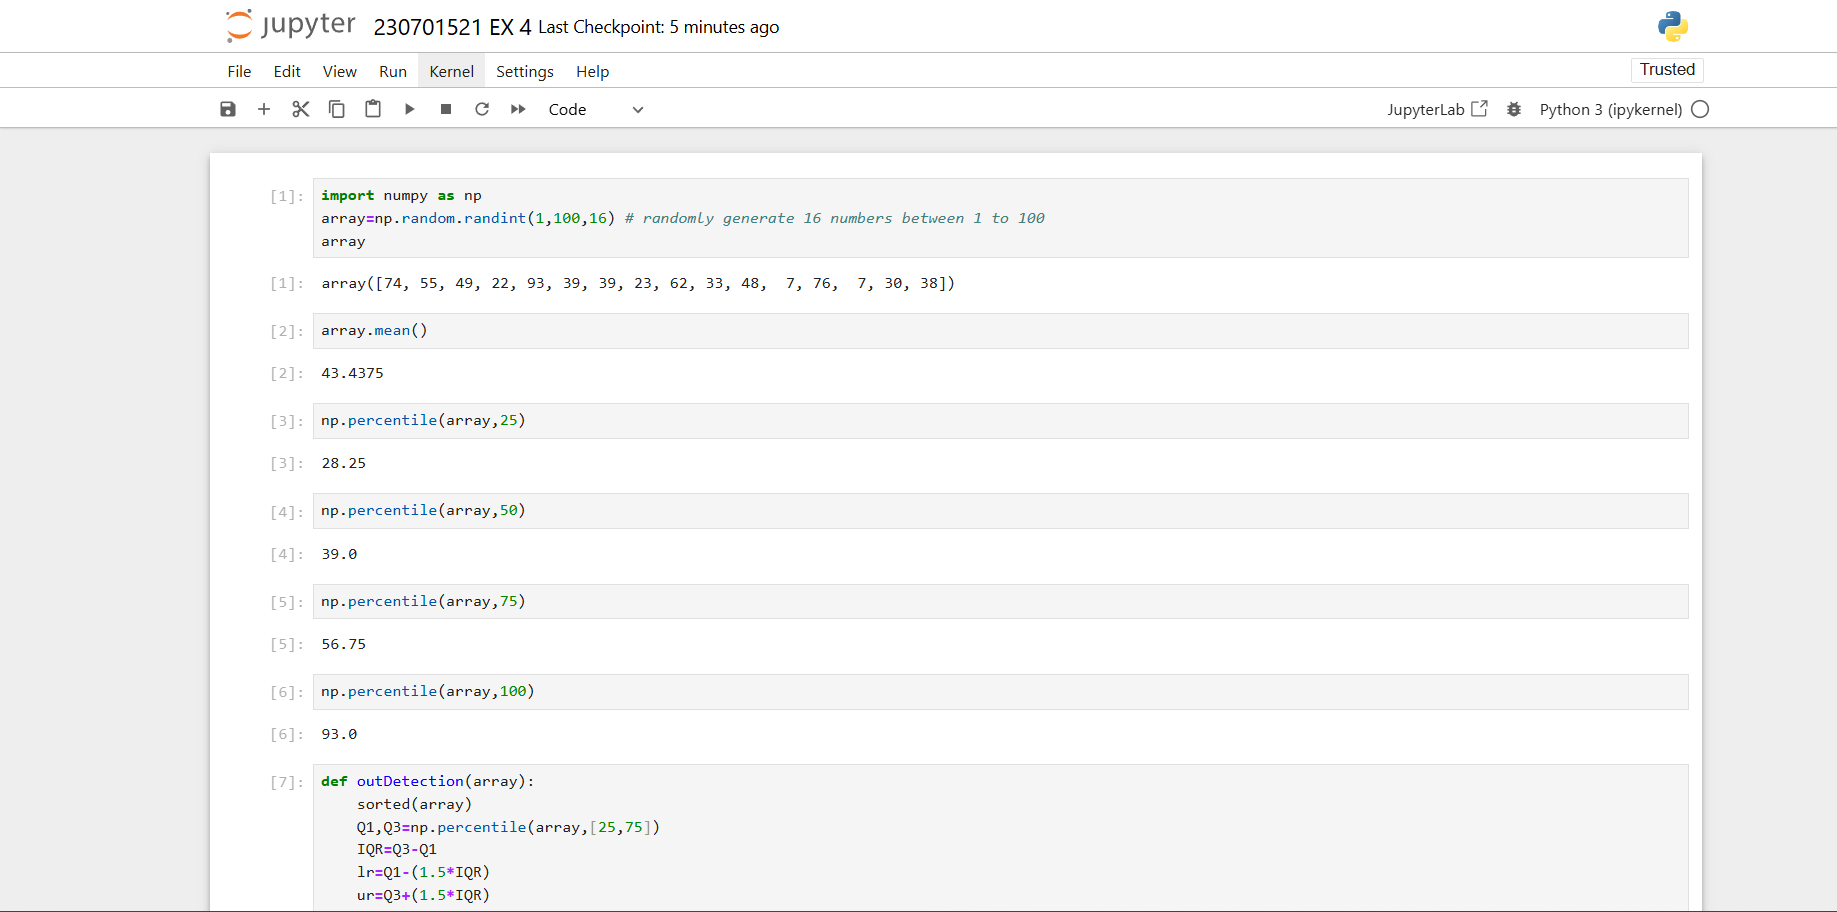 jupyter 230701521 EX 4 Last Checkpoint: 5 minutes ago
File Edit View Run Kernel Settings Help Trusted
Code JupyterLab Python 3 (ipykernel)
[1]: import numpy as np
array=np.random.randint(1,100,16) # randomly generate 16 numbers between 1 to 100
array
[1]: array([74, 55, 49, 22, 93, 39, 39, 23, 62, 33, 48,  7, 76,  7, 30, 38])
[2]: array.mean()
[2]: 43.4375
[3]: np.percentile(array,25)
[3]: 28.25
[4]: np.percentile(array,50)
[4]: 39.0
[5]: np.percentile(array,75)
[5]: 56.75
[6]: np.percentile(array,100)
[6]: 93.0
[7]: def outDetection(array):
    sorted(array)
    Q1,Q3=np.percentile(array,[25,75])
    IQR=Q3-Q1
    lr=Q1-(1.5*IQR)
    ur=Q3+(1.5*IQR)